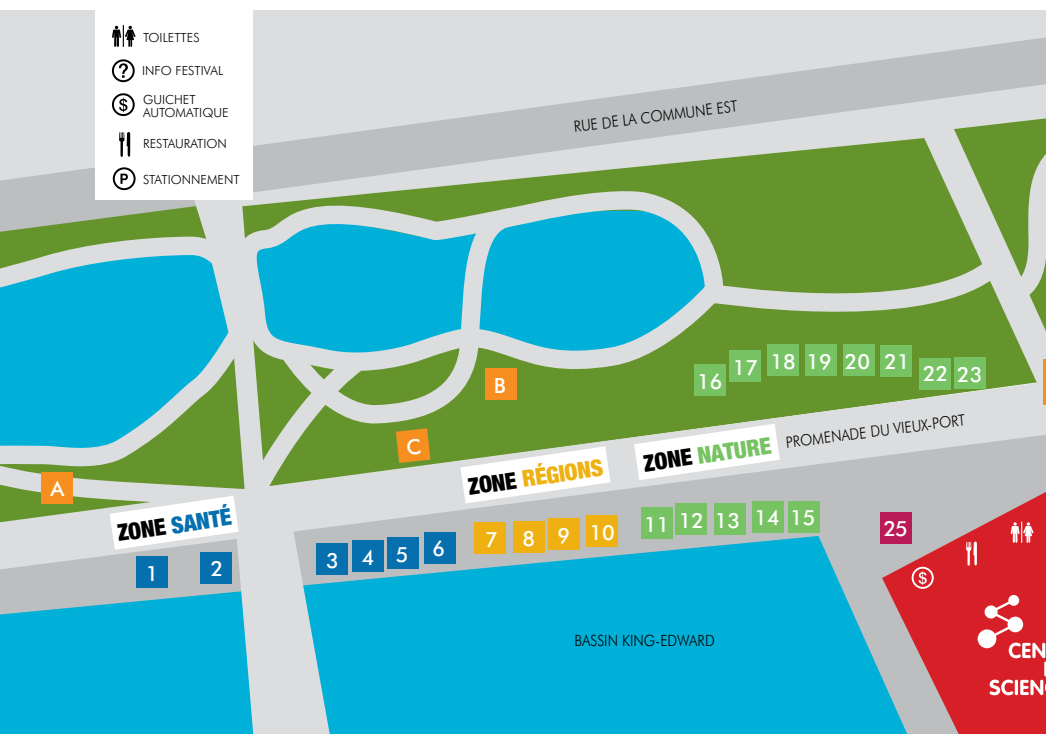 TOILETTES
? INFO FESTIVAL
$ GUICHET
AUTOMATIQUE
RESTAURATION
P STATIONNEMENT
RUE DE LA COMMUNE EST
16 17 18 19 20 21 22 23
B
C
A
PROMENADE DU VIEUX-PORT
ZONE NATURE
ZONE RÉGIONS
ZONE SANTÉ
1 2 3 4 5 6 7 8 9 10 11 12 13 14 15
25
$
BASSIN KING-EDWARD
CEN
SCIEN